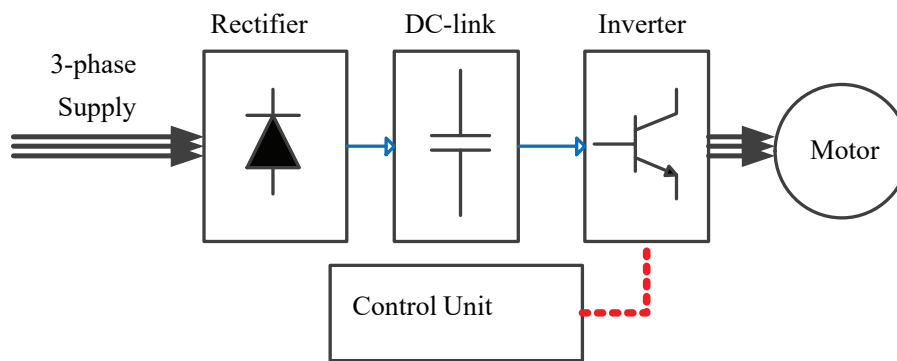 Rectifier
DC-link
Inverter
3-phase
Supply
Motor
Control Unit